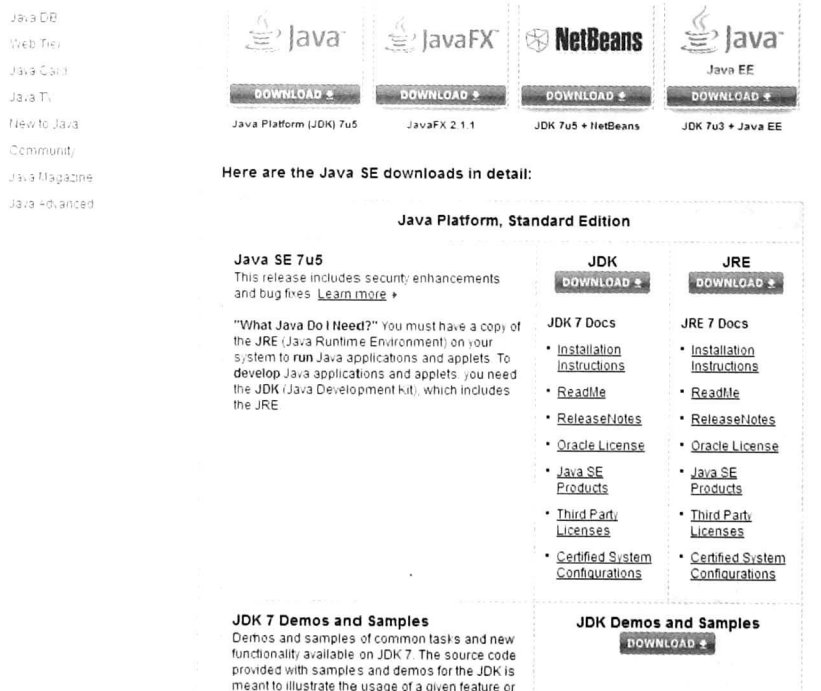 Java DB
Web Tier
Java Card
Java TV
New to Java
Community
Java Magazine
Java Advanced
Java
JavaFX
NetBeans
Java
Java EE
DOWNLOAD
DOWNLOAD
DOWNLOAD
DOWNLOAD
Java Platform (JDK) 7u5
JavaFX 2.1.1
JDK 7u5 + NetBeans
JDK 7u3 + Java EE
Here are the Java SE downloads in detail:
Java Platform, Standard Edition
Java SE 7u5
This release includes security enhancements
and bug fixes. Learn more
"What Java Do I Need?" You must have a copy of
the JRE (Java Runtime Environment) on your
system to run Java applications and applets. To
develop Java applications and applets, you need
the JDK (Java Development Kit), which includes
the JRE.
JDK
DOWNLOAD
JDK 7 Docs
• Installation
Instructions
• ReadMe
• ReleaseNotes
• Oracle License
• Java SE
Products
• Third Party
Licenses
• Certified System
Configurations
JRE
DOWNLOAD
JRE 7 Docs
• Installation
Instructions
• ReadMe
• ReleaseNotes
• Oracle License
• Java SE
Products
• Third Party
Licenses
• Certified System
Configurations
JDK 7 Demos and Samples
Demos and samples of common tasks and new
functionality available on JDK 7. The source code
provided with samples and demos for the JDK is
meant to illustrate the usage of a given feature or
JDK Demos and Samples
DOWNLOAD